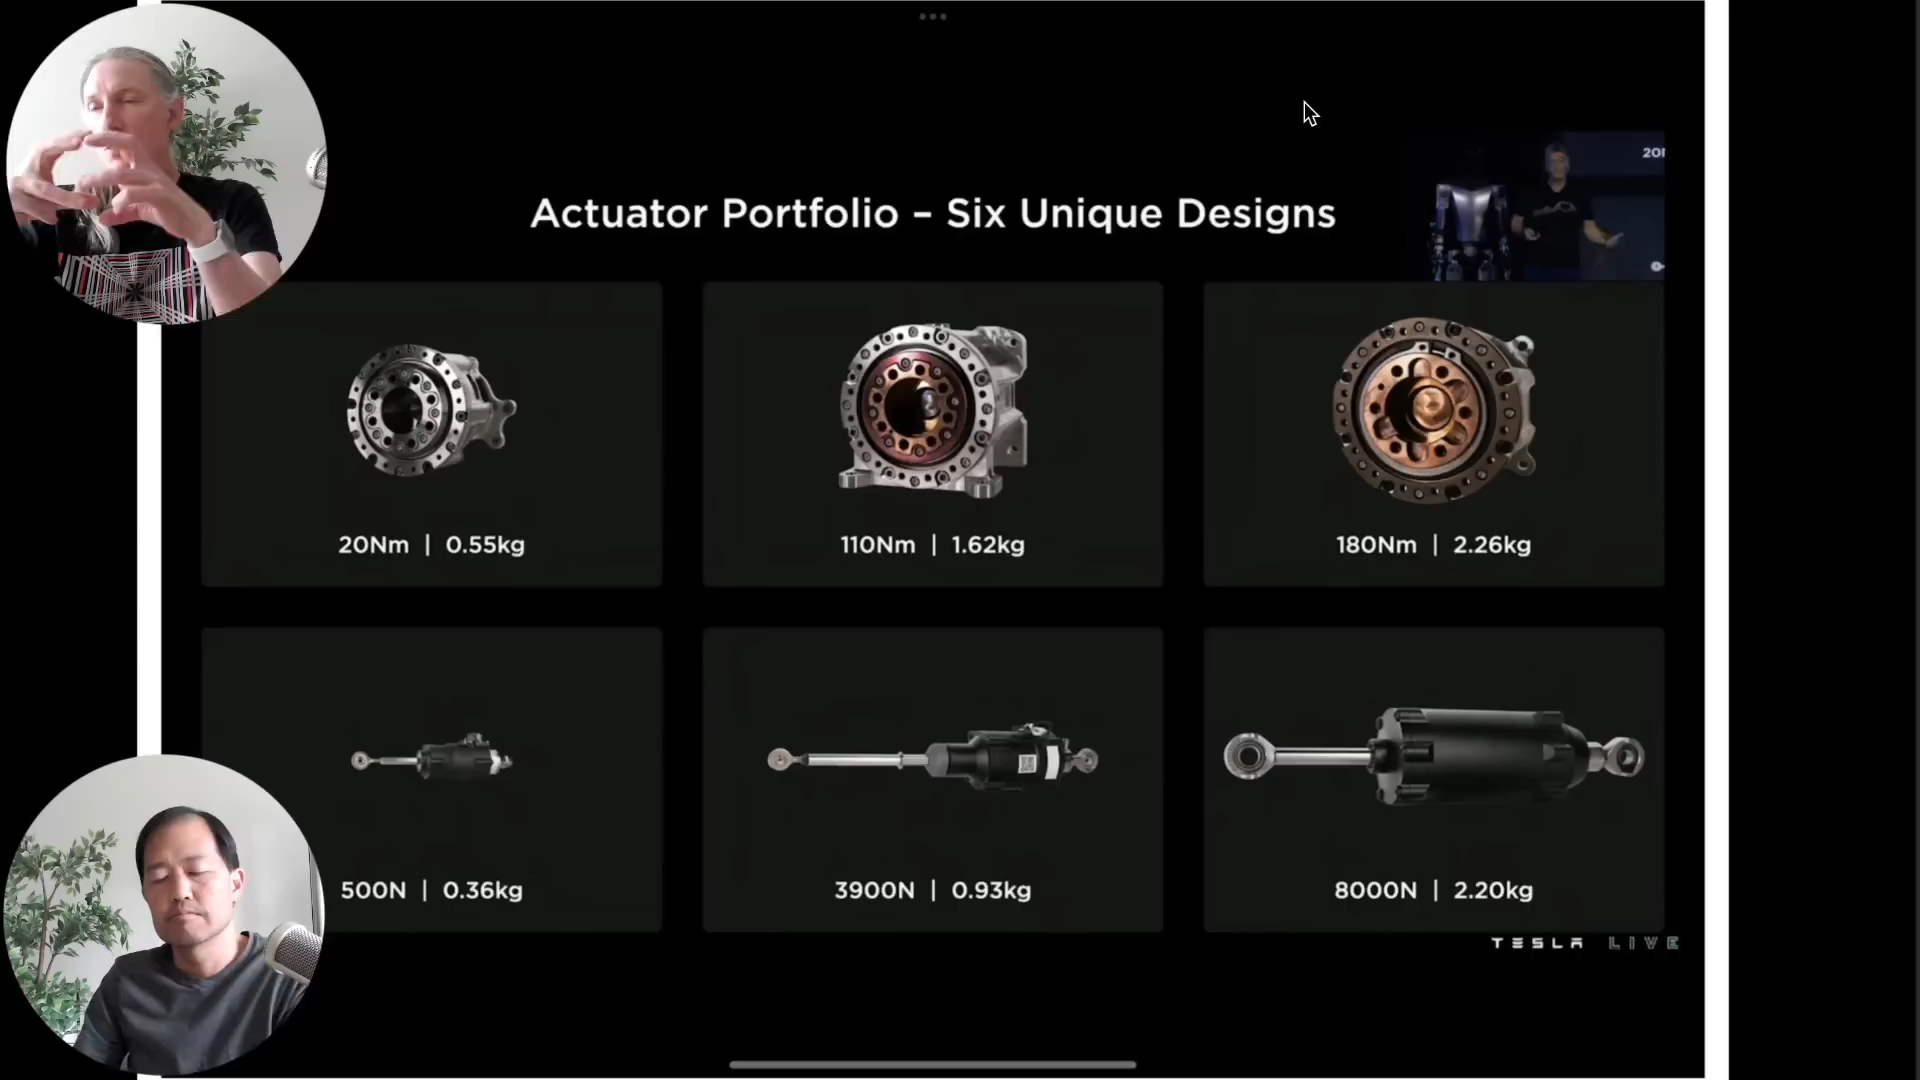 20
Actuator Portfolio – Six Unique Designs
20Nm | 0.55kg
110Nm | 1.62kg
180Nm | 2.26kg
500N | 0.36kg
3900N | 0.93kg
8000N | 2.20kg
TESLA LIVE